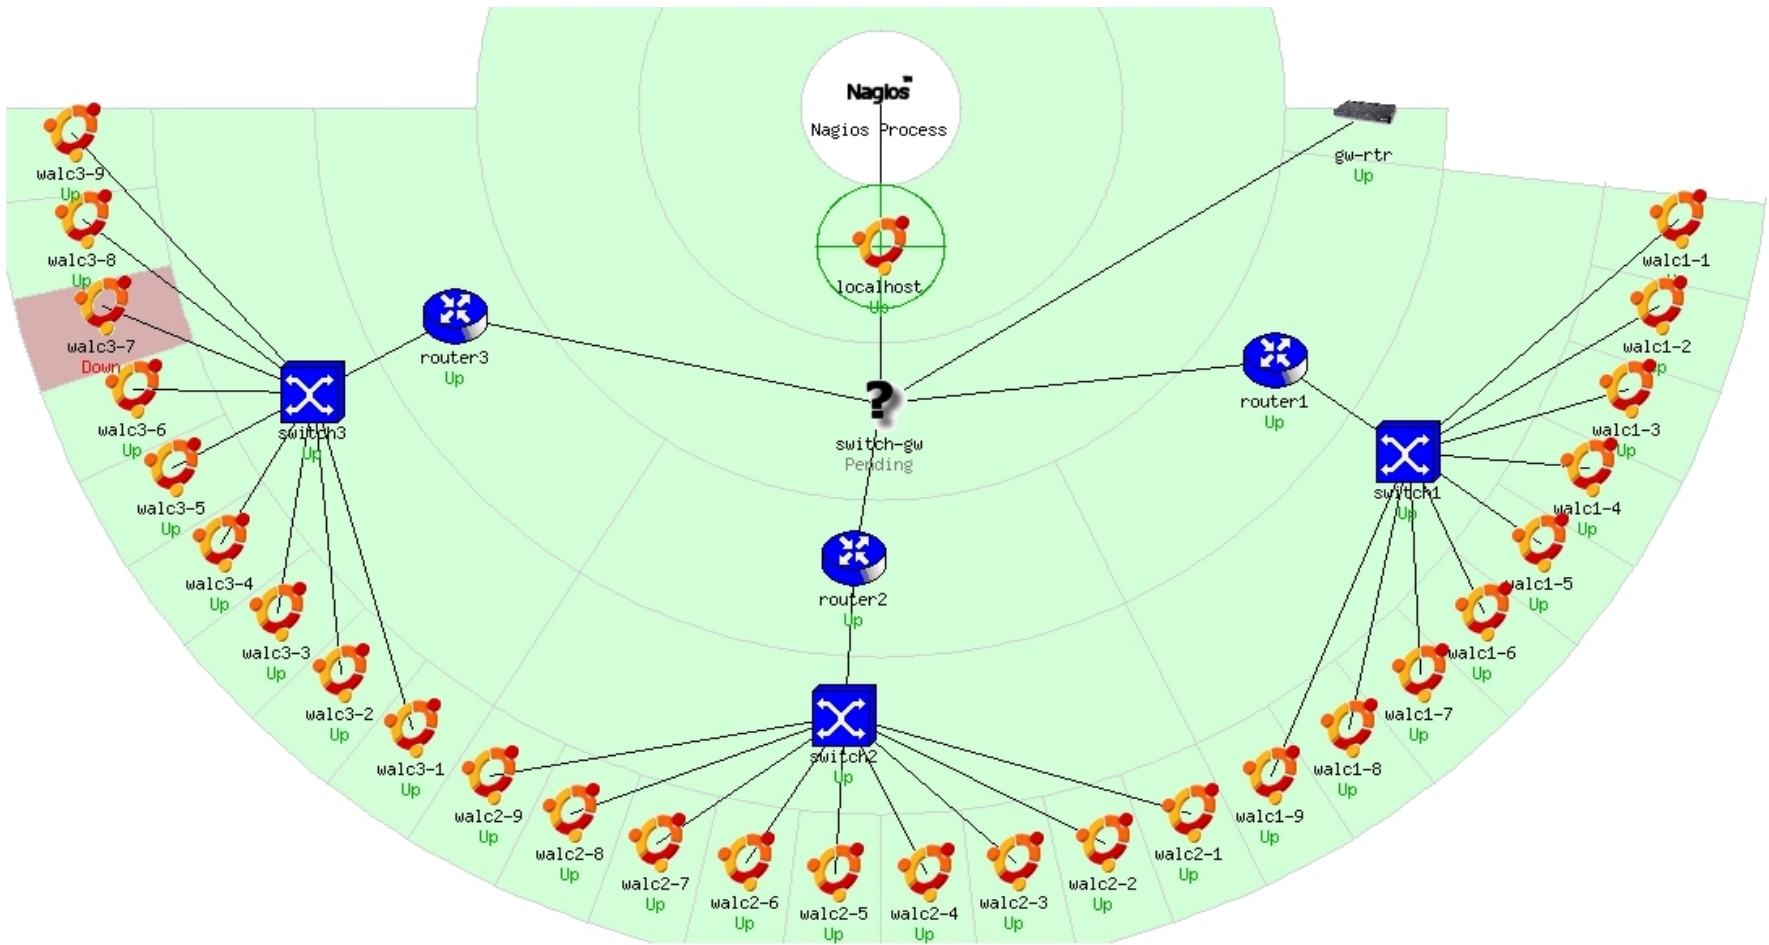 Nagios™
Nagios Process
gw-rtr
Up
localhost
Up
walc3-9
Up
walc3-8
Up
walc3-7
Down
walc3-6
Up
walc3-5
Up
walc3-4
Up
walc3-3
Up
walc3-2
Up
walc3-1
Up
switch3
Up
router3
Up
switch-gw
Pending
router2
Up
switch2
Up
router1
Up
switch1
Up
walc1-1
walc1-2
Up
walc1-3
Up
walc1-4
Up
walc1-5
Up
walc1-6
Up
walc1-7
Up
walc1-8
Up
walc1-9
Up
walc2-9
Up
walc2-8
Up
walc2-7
Up
walc2-6
Up
walc2-5
Up
walc2-4
Up
walc2-3
Up
walc2-2
Up
walc2-1
Up